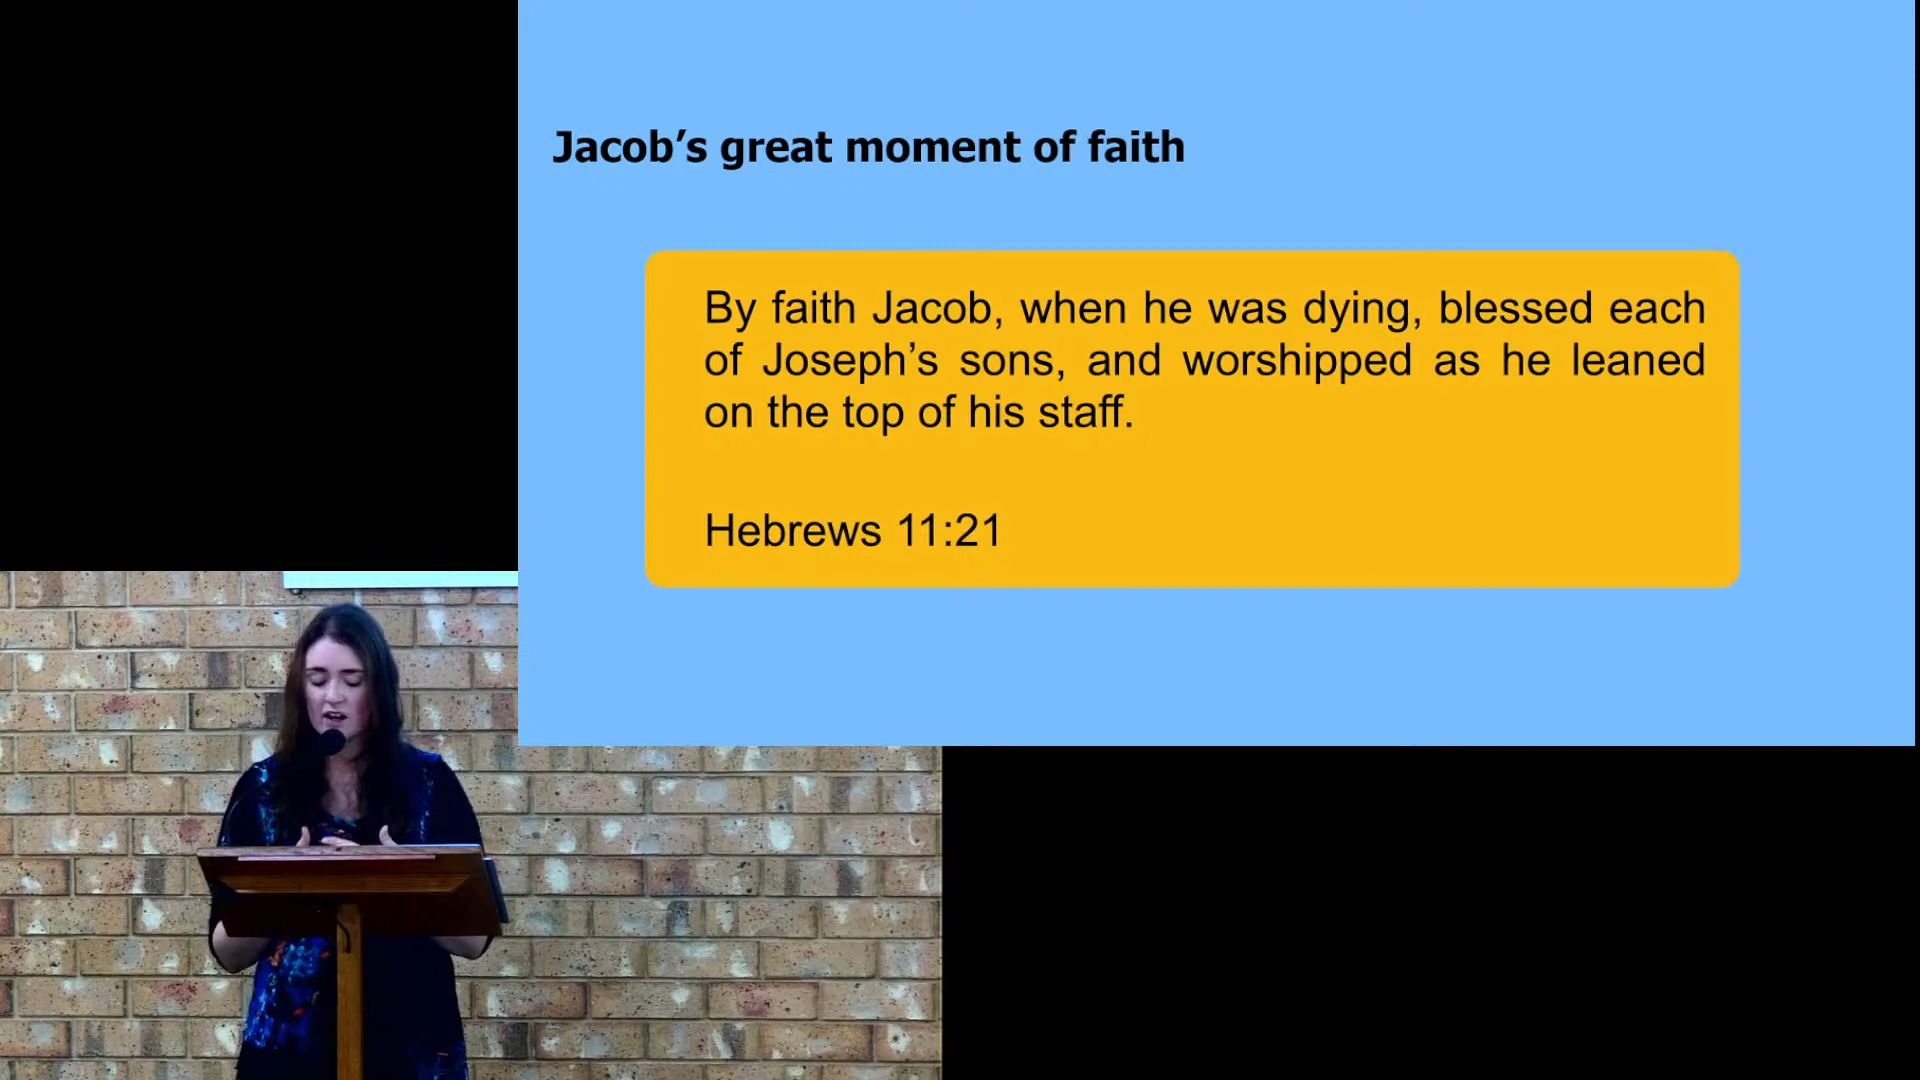 Jacob’s great moment of faith
By faith Jacob, when he was dying, blessed each
of Joseph’s sons, and worshipped as he leaned
on the top of his staff.
Hebrews 11:21